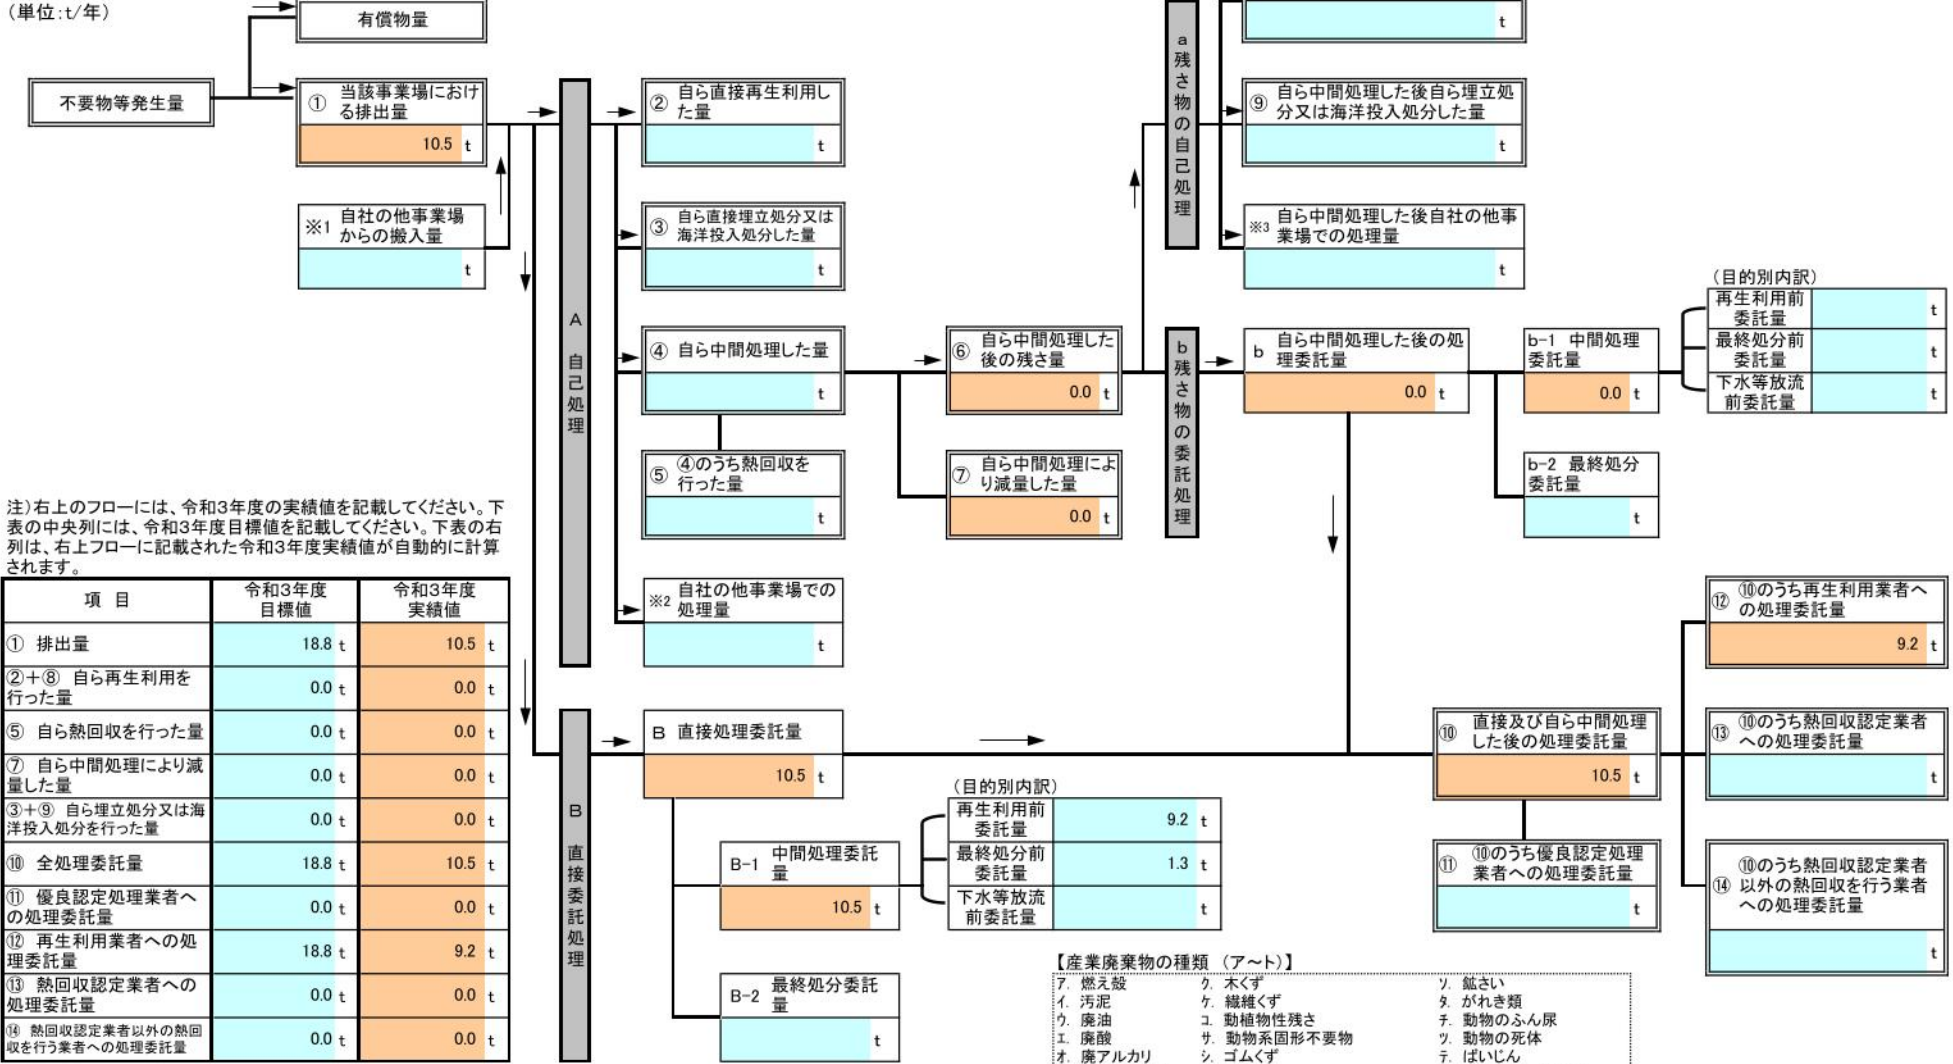 (単位:t/年)
有償物量
不要物等発生量
① 当該事業場におけ
る排出量
10.5 t
※1 自社の他事業場
からの搬入量
t
A 自己処理
② 自ら直接再生利用し
た量
t
③ 自ら直接埋立処分又は
海洋投入処分した量
t
④ 自ら中間処理した量
t
⑤ ④のうち熱回収を
行った量
t
※2 自社の他事業場での
処理量
t
⑥ 自ら中間処理した
後の残さ量
0.0 t
⑦ 自ら中間処理によ
り減量した量
0.0 t
a 残さ物の自己処理
t
⑨ 自ら中間処理した後自ら埋立処
分又は海洋投入処分した量
t
※3 自ら中間処理した後自社の他事
業場での処理量
t
b 残さ物の委託処理
b 自ら中間処理した後の処
理委託量
0.0 t
b-1 中間処理
委託量
0.0 t
b-2 最終処分
委託量
t
(目的別内訳)
再生利用前
委託量
t
最終処分前
委託量
t
下水等放流
前委託量
t
注)右上のフローには、令和3年度の実績値を記載してください。下
表の中央列には、令和3年度目標値を記載してください。下表の右
列は、右上フローに記載された令和3年度実績値が自動的に計算
されます。
項 目
令和3年度
目標値
令和3年度
実績値
① 排出量 18.8 t 10.5 t
②+⑧ 自ら再生利用を
行った量 0.0 t 0.0 t
⑤ 自ら熱回収を行った量 0.0 t 0.0 t
⑦ 自ら中間処理により減
量した量 0.0 t 0.0 t
③+⑨ 自ら埋立処分又は海
洋投入処分を行った量 0.0 t 0.0 t
⑩ 全処理委託量 18.8 t 10.5 t
⑪ 優良認定処理業者へ
の処理委託量 0.0 t 0.0 t
⑫ 再生利用業者への処
理委託量 18.8 t 9.2 t
⑬ 熱回収認定業者への
処理委託量 0.0 t 0.0 t
⑭ 熱回収認定業者以外の熱回
収を行う業者への処理委託量 0.0 t 0.0 t
B 直接委託処理
B 直接処理委託量
10.5 t
B-1 中間処理委託
量
10.5 t
B-2 最終処分委託
量
t
(目的別内訳)
再生利用前
委託量
9.2 t
最終処分前
委託量
1.3 t
下水等放流
前委託量
t
⑩ 直接及び自ら中間処理
した後の処理委託量
10.5 t
⑪ ⑩のうち優良認定処理
業者への処理委託量
t
⑫ ⑩のうち再生利用業者へ
の処理委託量
9.2 t
⑬ ⑩のうち熱回収認定業者
への処理委託量
t
⑭ ⑩のうち熱回収認定業者
以外の熱回収を行う業者
への処理委託量
t
【産業廃棄物の種類 (ア~ト)】
ア. 燃え殻 ク. 木くず ソ. 鉱さい
イ. 汚泥 ケ. 繊維くず タ. がれき類
ウ. 廃油 コ. 動植物性残さ チ. 動物のふん尿
エ. 廃酸 サ. 動物系固形不要物 ツ. 動物の死体
オ. 廃アルカリ シ. ゴムくず テ. ばいじん